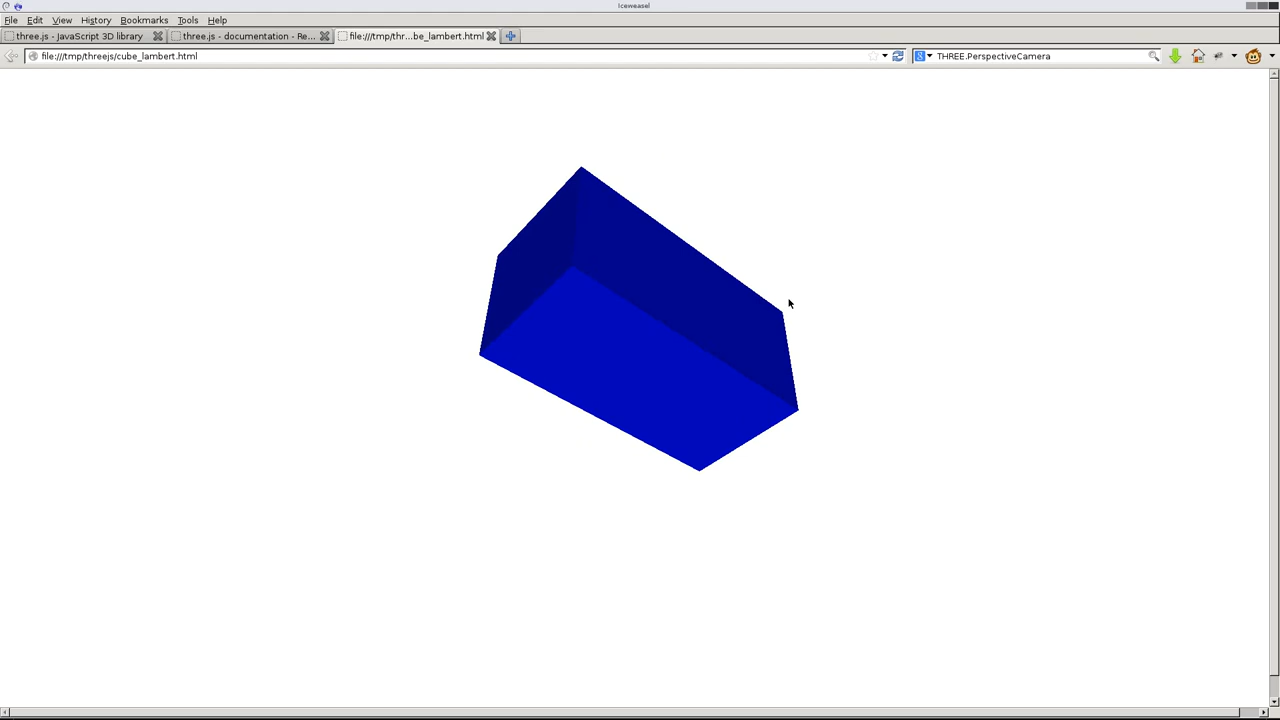 Iceweasel
File Edit View History Bookmarks Tools Help
three.js - JavaScript 3D library three.js - documentation - Re... file:///tmp/thr...be_lambert.html
file:///tmp/threejs/cube_lambert.html THREE.PerspectiveCamera